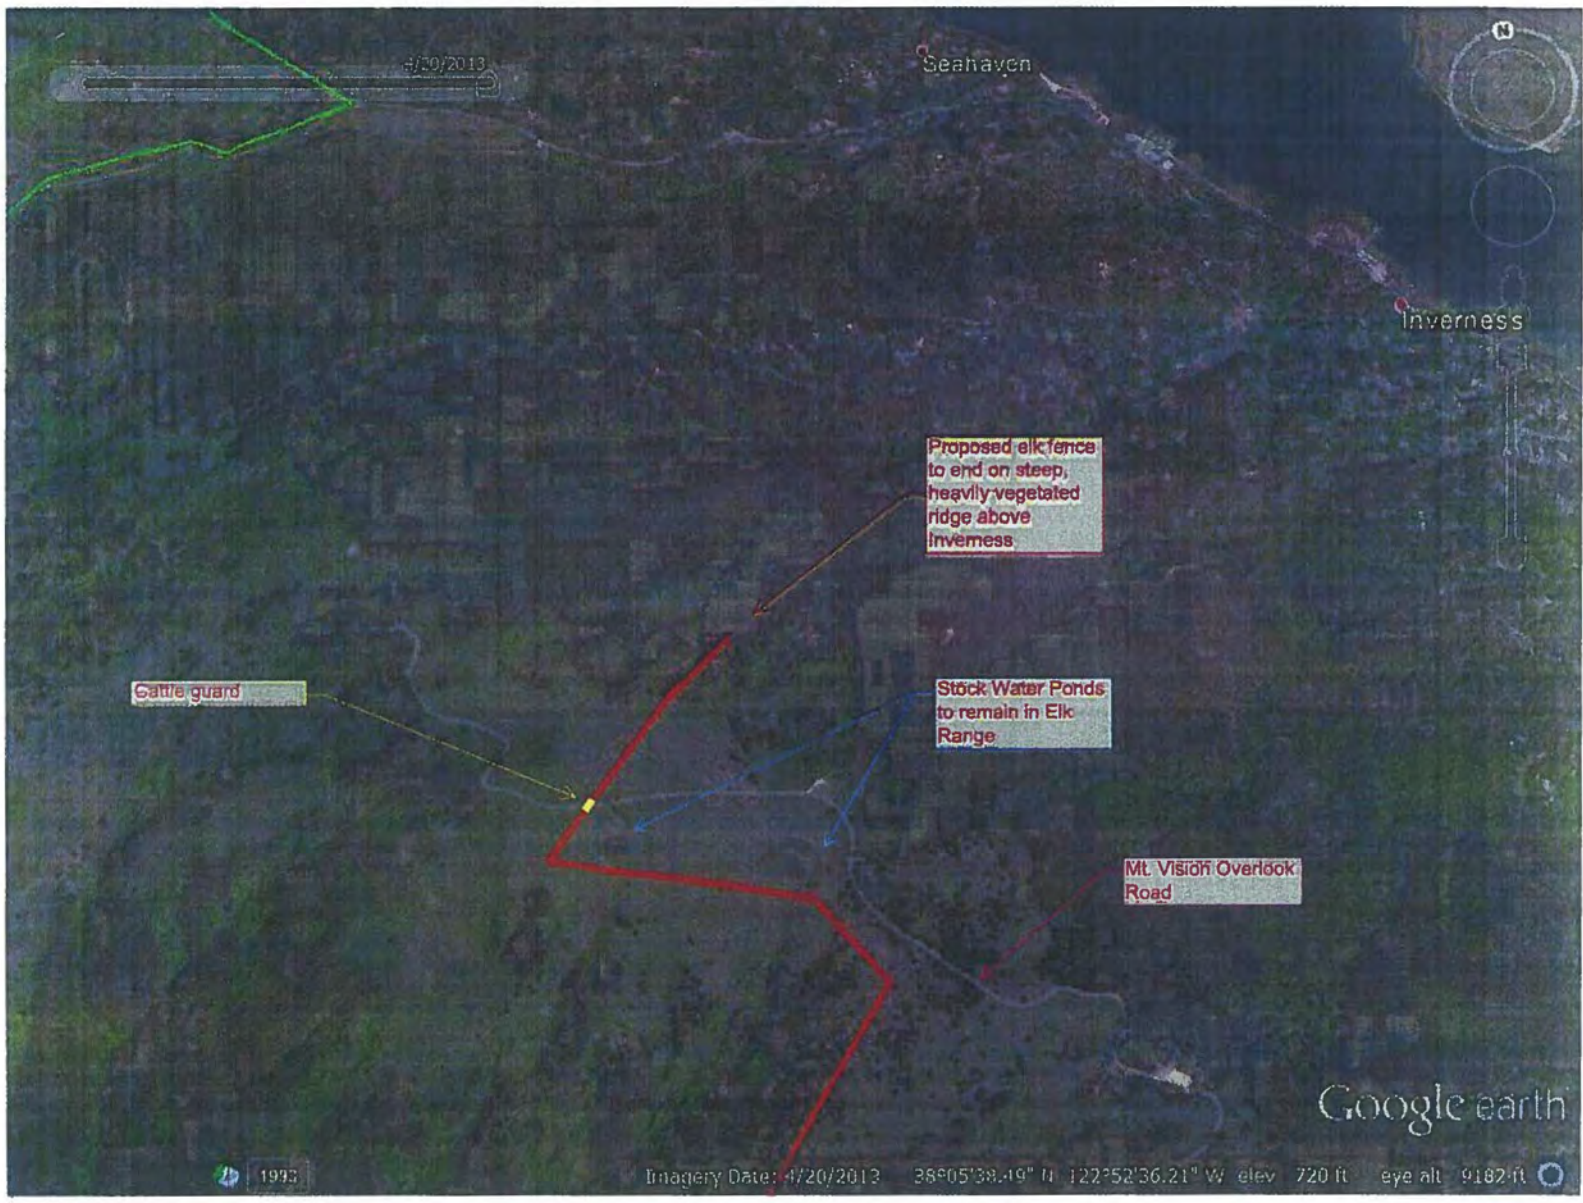 4/20/2013
Seahaven
N
Inverness
Proposed elk fence
to end on steep,
heavily vegetated
ridge above
Inverness
Cattle guard
Stock Water Ponds
to remain in Elk
Range
Mt. Vision Overlook
Road
Google earth
1993
Imagery Date: 4/20/2013 38°05'38.49" N 122°52'36.21" W elev 720 ft eye alt 9182 ft